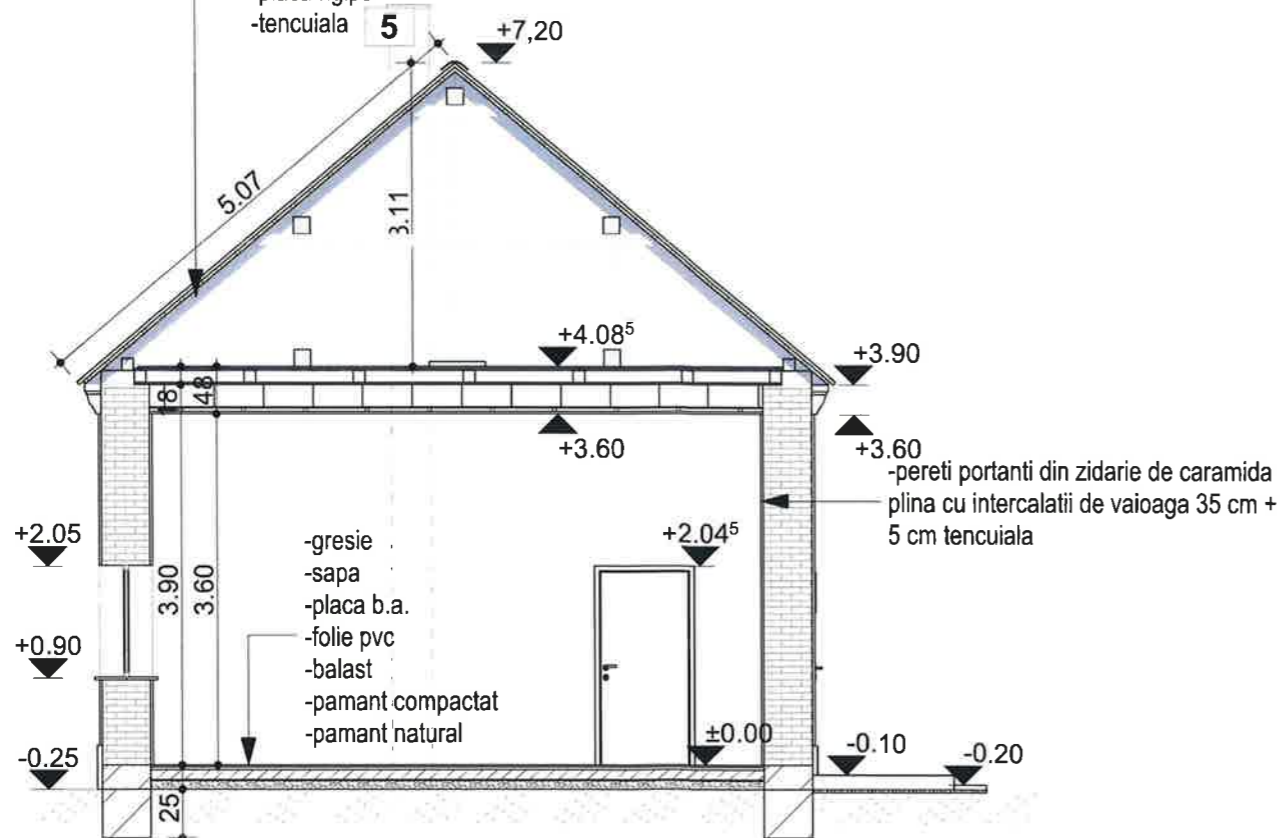 -tencuiala
5
+7,20
5.07
3.11
+4.08⁵
+3.90
18
48
+3.60
+3.60
-pereti portanti din zidarie de caramida
plina cu intercalatii de vaioaga 35 cm +
5 cm tencuiala
+2.05
+2.04⁵
-gresie
-sapa
-placa b.a.
-folie pvc
-balast
-pamant compactat
-pamant natural
3.90
3.60
+0.90
±0.00
-0.25
-0.10
-0.20
25